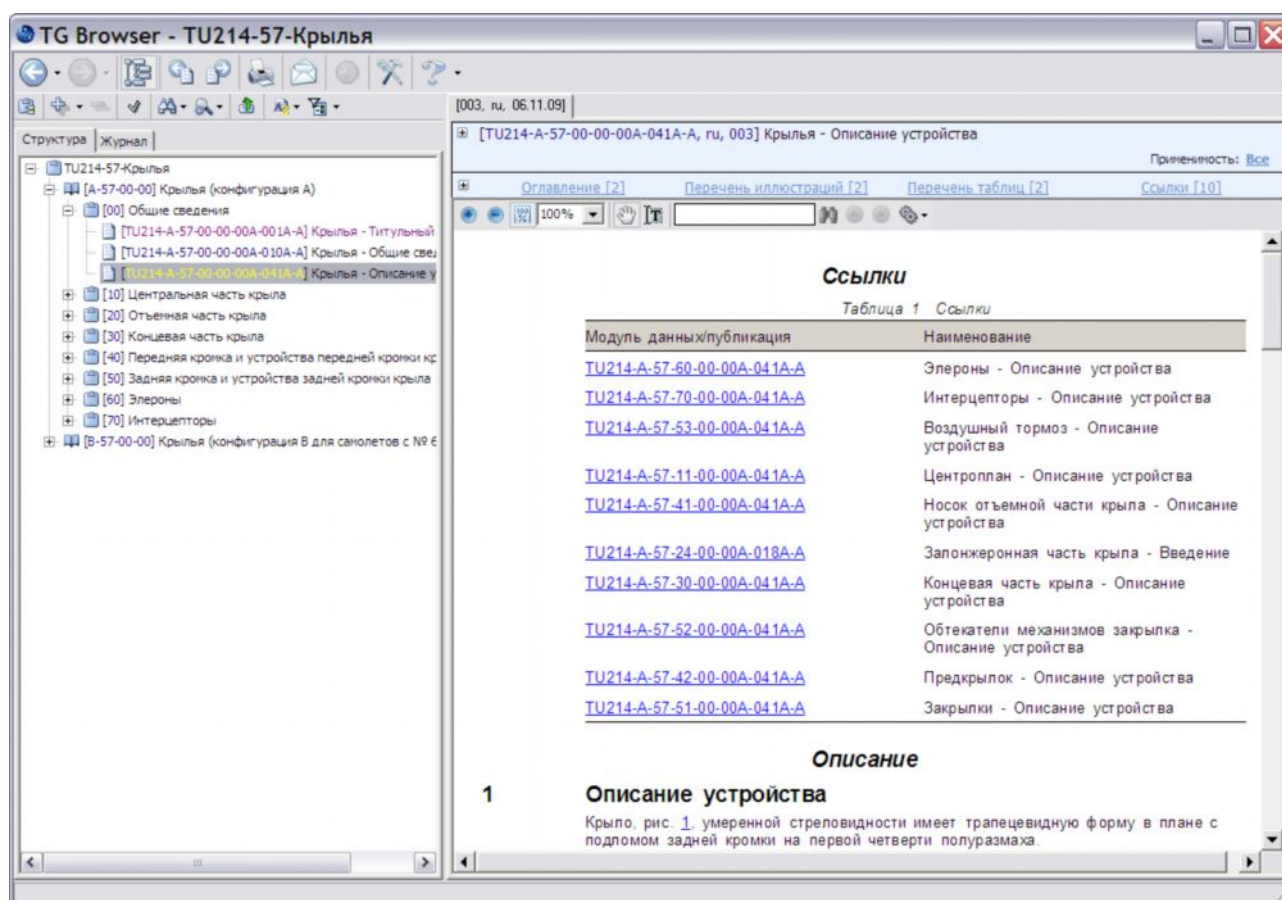 TG Browser - TU214-57-Крылья
[003, ru, 06.11.09]
Структура Журнал
TU214-57-Крылья
[A-57-00-00] Крылья (конфигурация А)
[00] Общие сведения
[TU214-A-57-00-00-00A-001A-A] Крылья - Титульный
[TU214-A-57-00-00-00A-010A-A] Крылья - Общие све
[TU214-A-57-00-00-00A-041A-A] Крылья - Описание у
[10] Центральная часть крыла
[20] Отъемная часть крыла
[30] Концевая часть крыла
[40] Передняя кромка и устройства передней кромки кр
[50] Задняя кромка и устройства задней кромки крыла
[60] Элероны
[70] Интерцепторы
[B-57-00-00] Крылья (конфигурация В для самолетов с № 6
[TU214-A-57-00-00-00A-041A-A, ru, 003] Крылья - Описание устройства
Применимость: Все
Оглавление [2] Перечень иллюстраций [2] Перечень таблиц [2] Ссылки [10]
100%
Ссылки
Таблица 1 Ссылки
Модуль данных/публикация Наименование
TU214-A-57-60-00-00A-041A-A Элероны - Описание устройства
TU214-A-57-70-00-00A-041A-A Интерцепторы - Описание устройства
TU214-A-57-53-00-00A-041A-A Воздушный тормоз - Описание
устройства
TU214-A-57-11-00-00A-041A-A Центроплан - Описание устройства
TU214-A-57-41-00-00A-041A-A Носок отъемной части крыла - Описание
устройства
TU214-A-57-24-00-00A-018A-A Залонжеронная часть крыла - Введение
TU214-A-57-30-00-00A-041A-A Концевая часть крыла - Описание
устройства
TU214-A-57-52-00-00A-041A-A Обтекатели механизмов закрылка -
Описание устройства
TU214-A-57-42-00-00A-041A-A Предкрылок - Описание устройства
TU214-A-57-51-00-00A-041A-A Закрылки - Описание устройства
Описание
1 Описание устройства
Крыло, рис. 1, умеренной стреловидности имеет трапецевидную форму в плане с
подломом задней кромки на первой четверти полуразмаха.